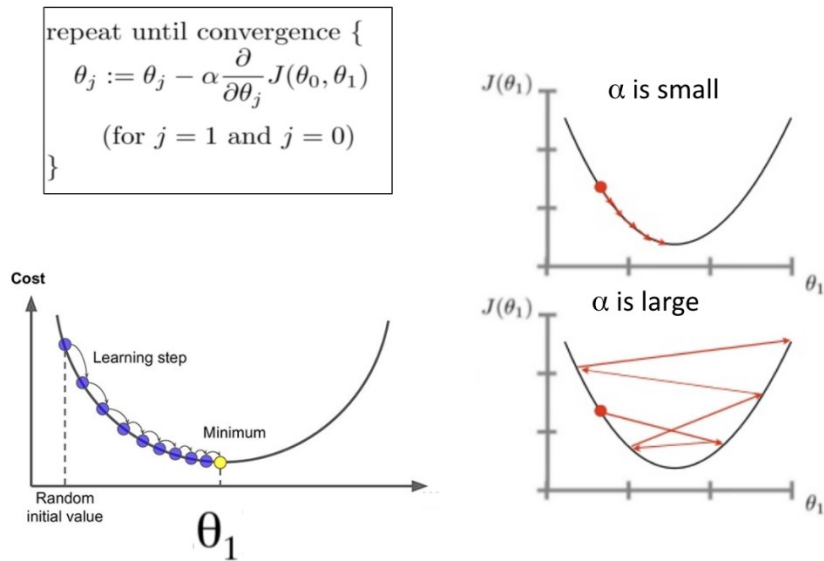 repeat until convergence {
θ_j := θ_j − α ∂/∂θ_j J(θ_0, θ_1)
(for j = 1 and j = 0)
}
J(θ_1)
α is small
θ_1
Cost
Learning step
Minimum
Random
initial value
θ_1
J(θ_1)
α is large
θ_1